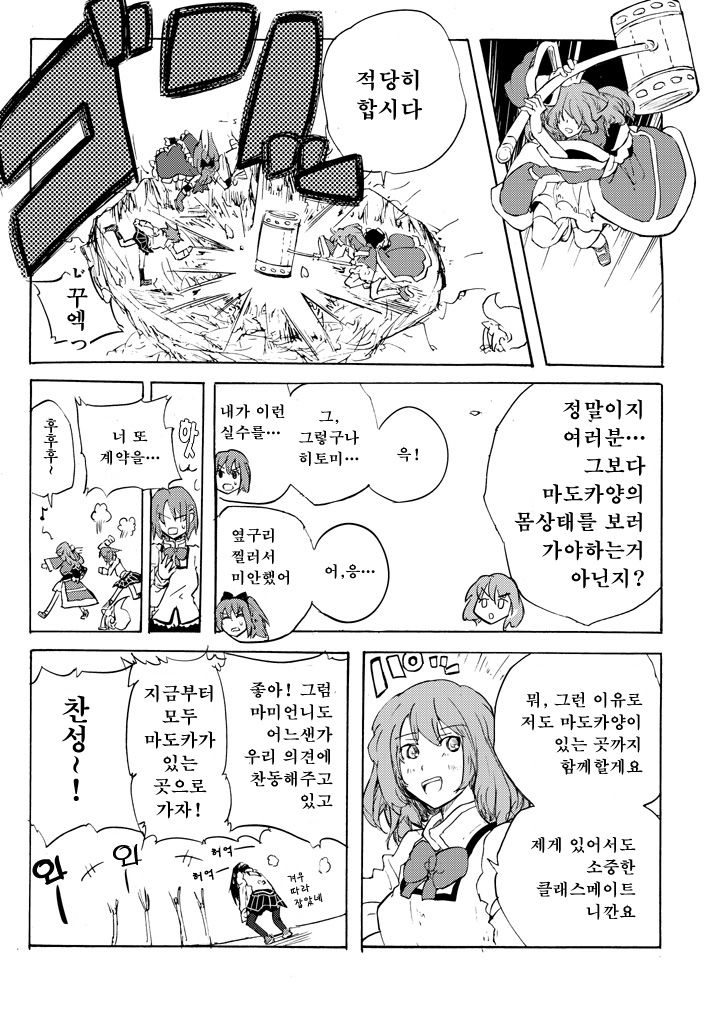 적당히
합시다
ゴンッ
꾸엑
っ
정말이지
여러분…
그보다
마도카양의
몸상태를 보러
가야하는거
아닌지?
윽!
그,
그렇구나
히토미…
내가 이런
실수를…
어,응…
옆구리
찔러서
미안했어
앗
너 또
계약을…
후후후~
♪
뭐, 그런 이유로
저도 마도카양이
있는 곳까지
함께할게요
제게 있어서도
소중한
클래스메이트
니깐요
좋아! 그럼
마미언니도
어느샌가
우리 의견에
찬동해주고
있고
지금부터
모두
마도카가
있는
곳으로
가자!
찬성~!
허억ー
허억ー
겨우
따라
잡았네
와ー
와ー